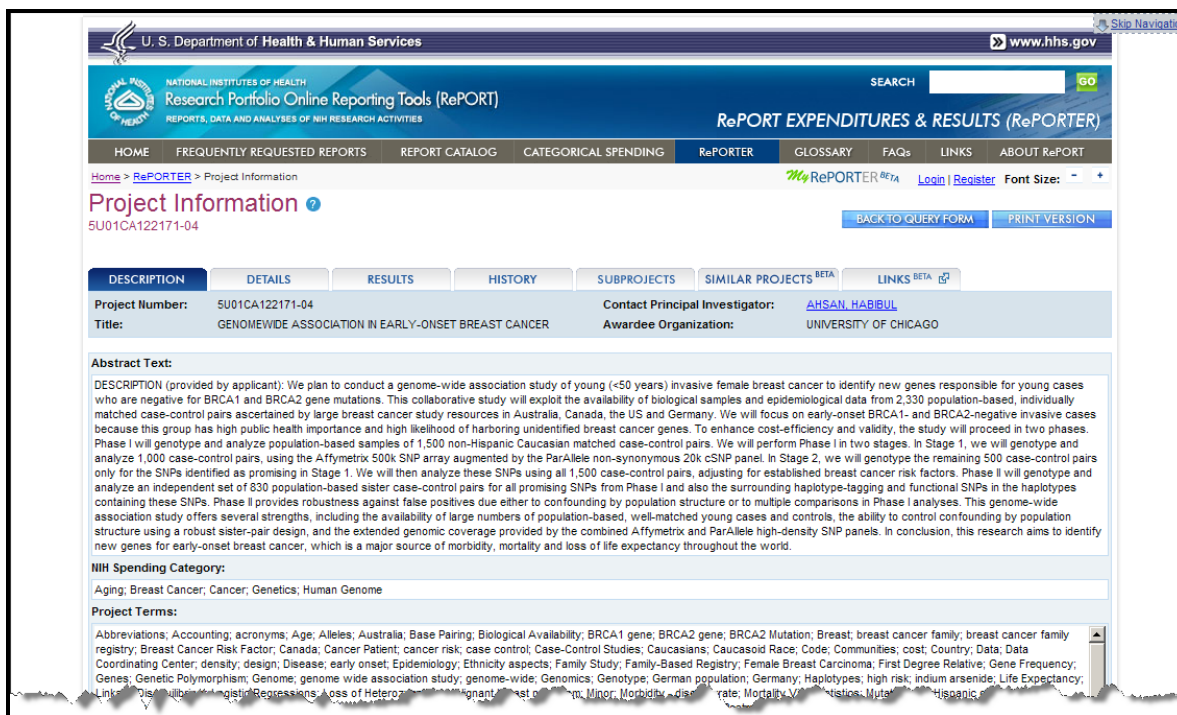 Skip Navigatio
U. S. Department of Health & Human Services
www.hhs.gov
NATIONAL INSTITUTES OF HEALTH
Research Portfolio Online Reporting Tools (RePORT)
REPORTS, DATA AND ANALYSES OF NIH RESEARCH ACTIVITIES
SEARCH GO
RePORT EXPENDITURES & RESULTS (RePORTER)
HOME FREQUENTLY REQUESTED REPORTS REPORT CATALOG CATEGORICAL SPENDING RePORTER GLOSSARY FAQs LINKS ABOUT RePORT
Home > RePORTER > Project Information
My RePORTER BETA Login | Register Font Size: - +
Project Information ?
5U01CA122171-04
BACK TO QUERY FORM PRINT VERSION
DESCRIPTION DETAILS RESULTS HISTORY SUBPROJECTS SIMILAR PROJECTS BETA LINKS BETA
Project Number: 5U01CA122171-04 Contact Principal Investigator: AHSAN, HABIBUL
Title: GENOMEWIDE ASSOCIATION IN EARLY-ONSET BREAST CANCER Awardee Organization: UNIVERSITY OF CHICAGO
Abstract Text:
DESCRIPTION (provided by applicant): We plan to conduct a genome-wide association study of young (<50 years) invasive female breast cancer to identify new genes responsible for young cases
who are negative for BRCA1 and BRCA2 gene mutations. This collaborative study will exploit the availability of biological samples and epidemiological data from 2,330 population-based, individually
matched case-control pairs ascertained by large breast cancer study resources in Australia, Canada, the US and Germany. We will focus on early-onset BRCA1- and BRCA2-negative invasive cases
because this group has high public health importance and high likelihood of harboring unidentified breast cancer genes. To enhance cost-efficiency and validity, the study will proceed in two phases.
Phase I will genotype and analyze population-based samples of 1,500 non-Hispanic Caucasian matched case-control pairs. We will perform Phase I in two stages. In Stage 1, we will genotype and
analyze 1,000 case-control pairs, using the Affymetrix 500k SNP array augmented by the ParAllele non-synonymous 20k cSNP panel. In Stage 2, we will genotype the remaining 500 case-control pairs
only for the SNPs identified as promising in Stage 1. We will then analyze these SNPs using all 1,500 case-control pairs, adjusting for established breast cancer risk factors. Phase II will genotype and
analyze an independent set of 830 population-based sister case-control pairs for all promising SNPs from Phase I and also the surrounding haplotype-tagging and functional SNPs in the haplotypes
containing these SNPs. Phase II provides robustness against false positives due either to confounding by population structure or to multiple comparisons in Phase I analyses. This genome-wide
association study offers several strengths, including the availability of large numbers of population-based, well-matched young cases and controls, the ability to control confounding by population
structure using a robust sister-pair design, and the extended genomic coverage provided by the combined Affymetrix and ParAllele high-density SNP panels. In conclusion, this research aims to identify
new genes for early-onset breast cancer, which is a major source of morbidity, mortality and loss of life expectancy throughout the world.
NIH Spending Category:
Aging; Breast Cancer; Cancer; Genetics; Human Genome
Project Terms:
Abbreviations; Accounting; acronyms; Age; Alleles; Australia; Base Pairing; Biological Availability; BRCA1 gene; BRCA2 gene; BRCA2 Mutation; Breast; breast cancer family; breast cancer family
registry; Breast Cancer Risk Factor; Canada; Cancer Patient; cancer risk; case control; Case-Control Studies; Caucasians; Caucasoid Race; Code; Communities; cost; Country; Data; Data
Coordinating Center; density; design; Disease; early onset; Epidemiology; Ethnicity aspects; Family Study; Family-Based Registry; Female Breast Carcinoma; First Degree Relative; Gene Frequency;
Genes; Genetic Polymorphism; Genome; genome wide association study; genome-wide; Genomics; Genotype; German population; Germany; Haplotypes; high risk; indium arsenide; Life Expectancy;
Regressions; Loss of Minor; Morbidity rate; Mortality Hispanic